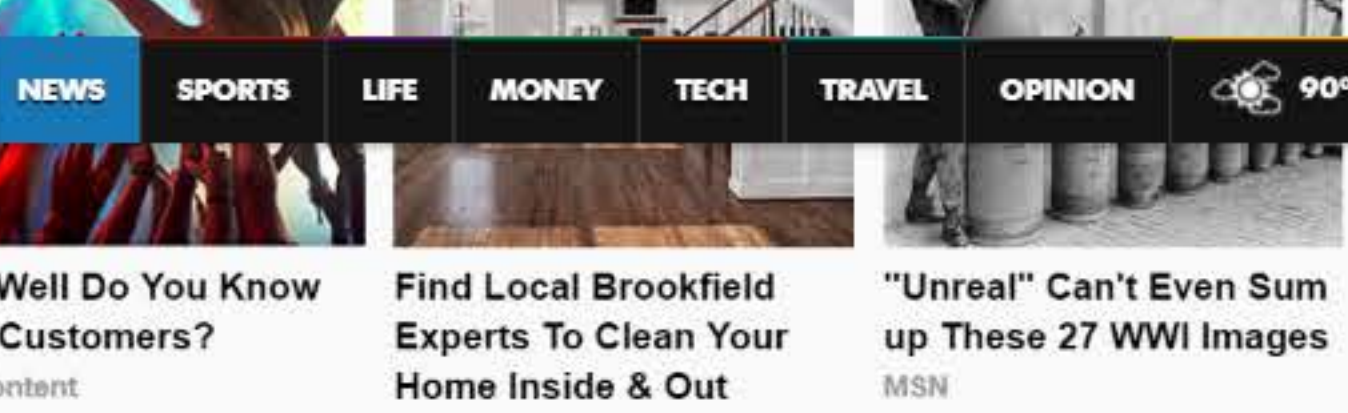 NEWS SPORTS LIFE MONEY TECH TRAVEL OPINION 90°
Well Do You Know
Customers?
Find Local Brookfield
Experts To Clean Your
Home Inside & Out
"Unreal" Can't Even Sum
up These 27 WWI Images
MSN